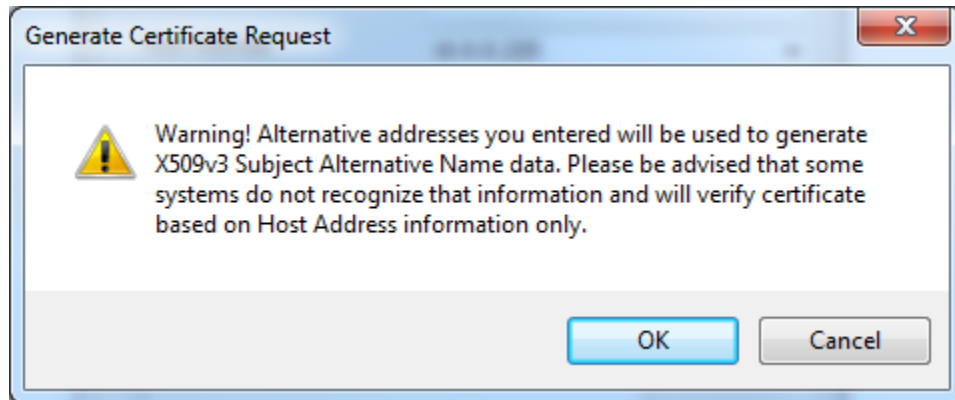 Generate Certificate Request
Warning! Alternative addresses you entered will be used to generate
X509v3 Subject Alternative Name data. Please be advised that some
systems do not recognize that information and will verify certificate
based on Host Address information only.
OK
Cancel